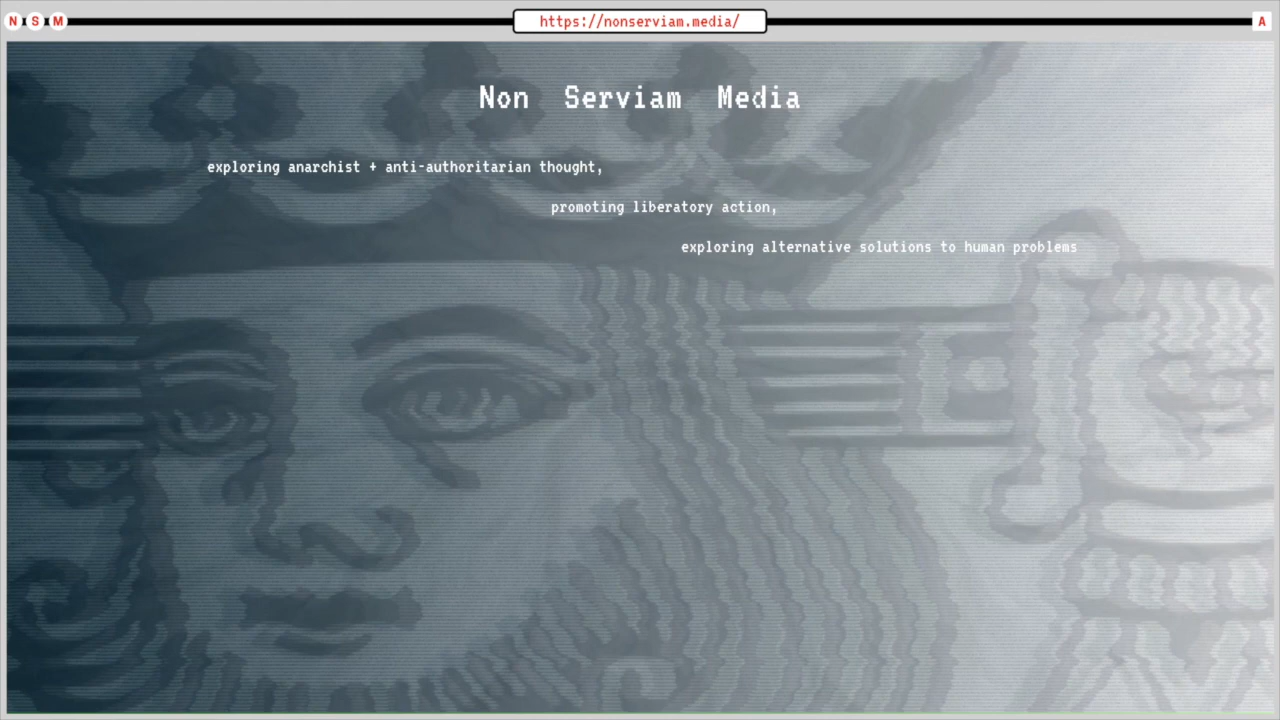 N S M https://nonserviam.media/ A
Non Serviam Media
exploring anarchist + anti-authoritarian thought,
promoting liberatory action,
exploring alternative solutions to human problems